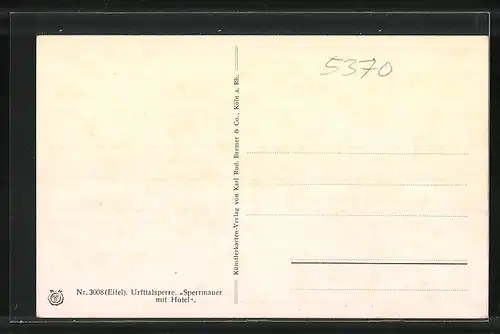 5370
Künstlerkarten-Verlag von Karl Rud. Bremer & Co., Köln a. Rh.
Nr. 3008 (Eifel). Urfttalsperre. „Sperrmauer
mit Hotel“.